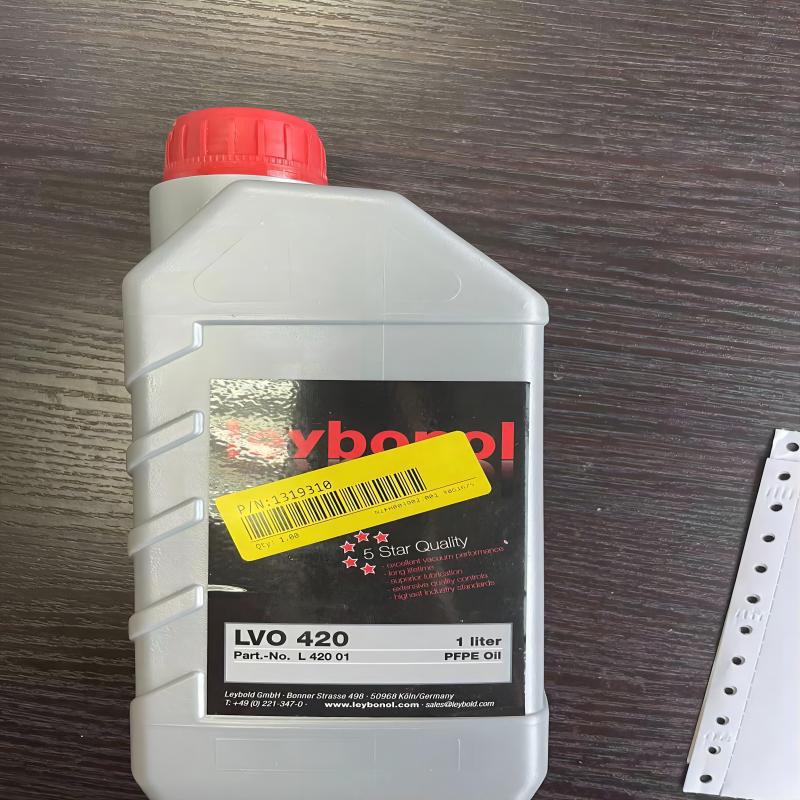 leybonol
P/N:1319310
Qty: 1.00
5 Star Quality
- excellent vacuum performance
- long lifetime
- superior lubrication
- extensive quality controls
- highest industry standards
LVO 420
1 liter
Part.-No. L 420 01
PFPE Oil
Leybold GmbH · Bonner Strasse 498 · 50968 Köln/Germany
T: +49 (0) 221-347-0 · www.leybonol.com · sales@leybold.com